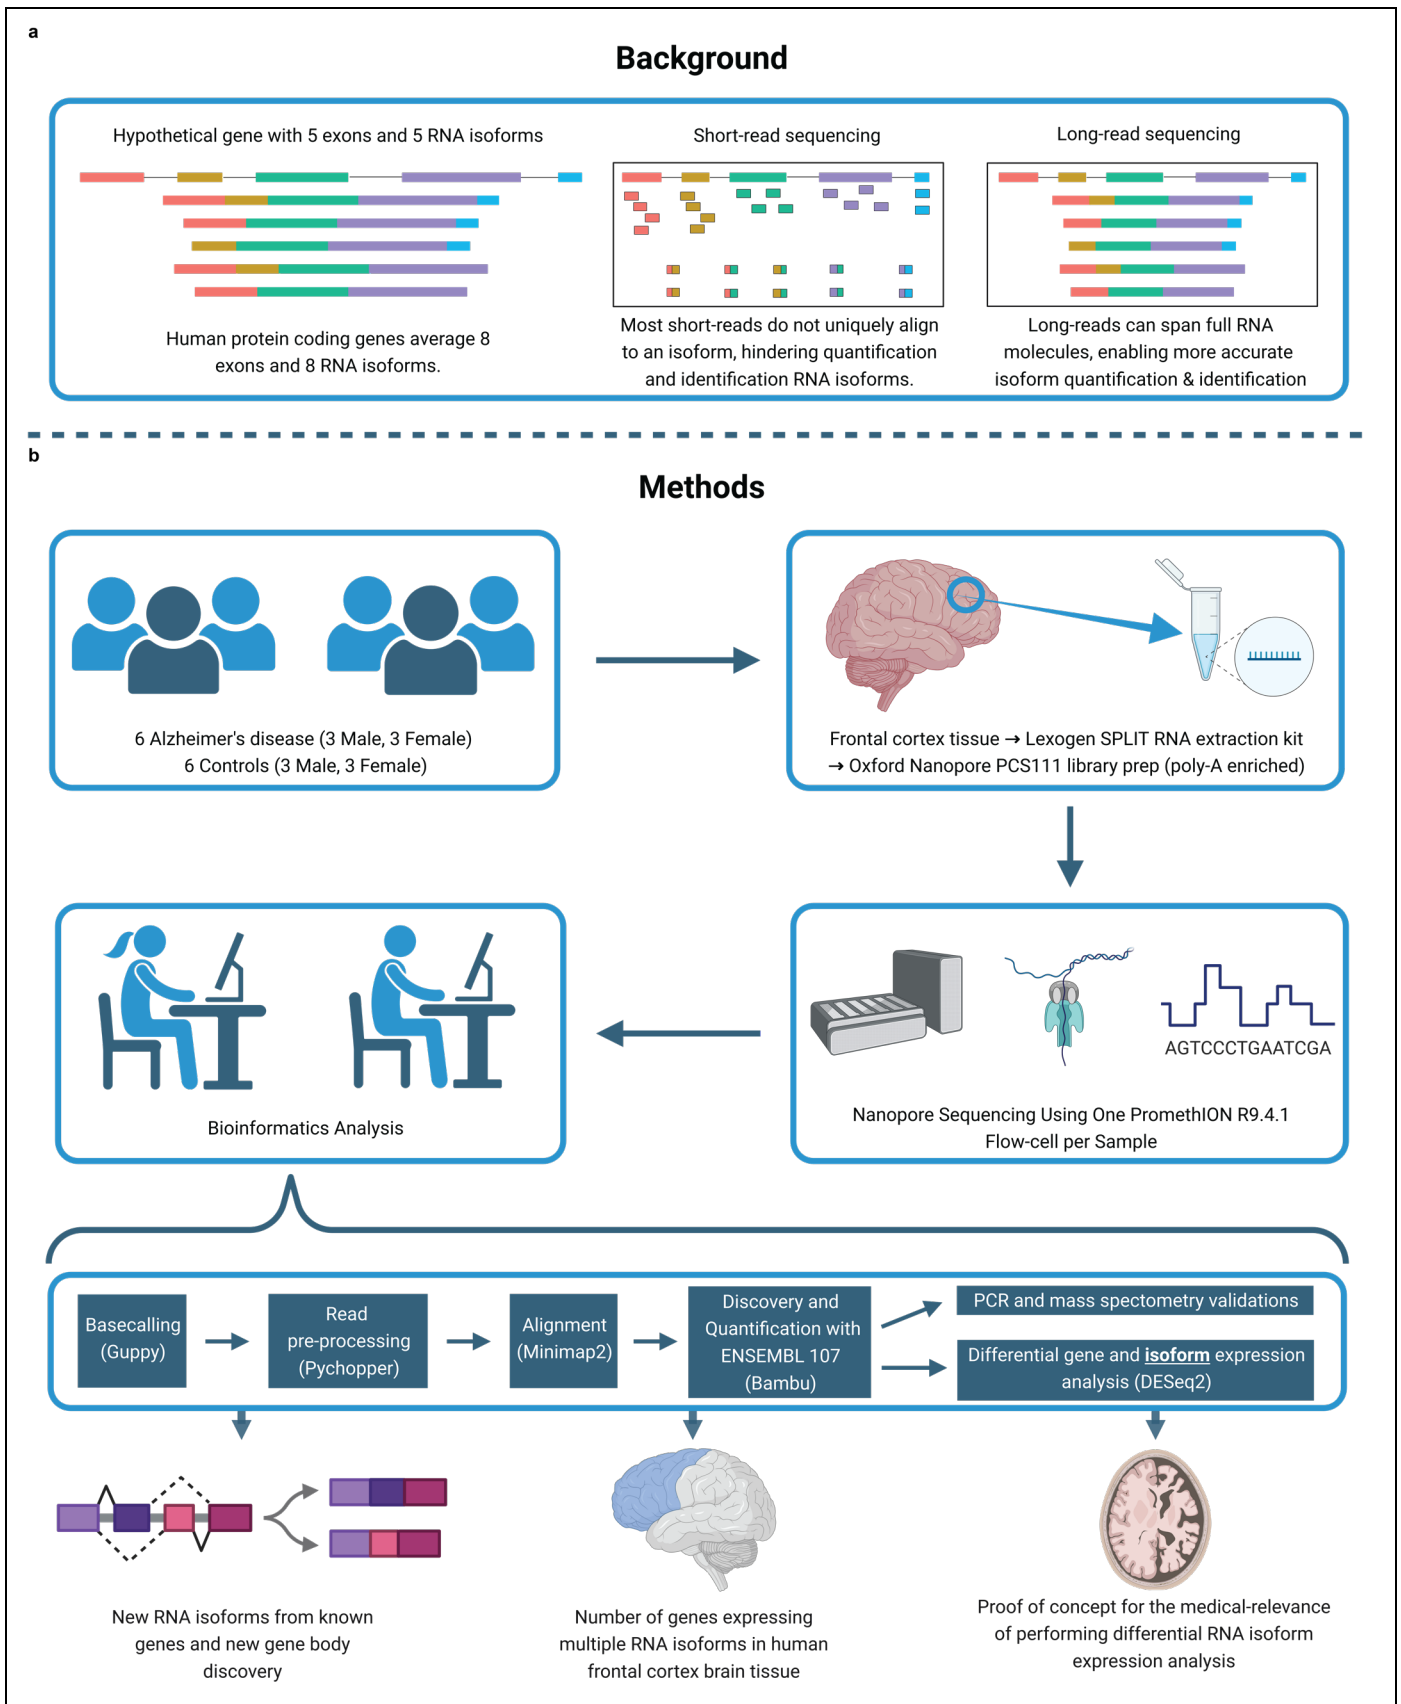 a
Background
Hypothetical gene with 5 exons and 5 RNA isoforms
Human protein coding genes average 8
exons and 8 RNA isoforms.
Short-read sequencing
Most short-reads do not uniquely align
to an isoform, hindering quantification
and identification RNA isoforms.
Long-read sequencing
Long-reads can span full RNA
molecules, enabling more accurate
isoform quantification & identification
b
Methods
6 Alzheimer's disease (3 Male, 3 Female)
6 Controls (3 Male, 3 Female)
Frontal cortex tissue → Lexogen SPLIT RNA extraction kit
→ Oxford Nanopore PCS111 library prep (poly-A enriched)
AGTCCCTGAATCGA
Nanopore Sequencing Using One PromethION R9.4.1
Flow-cell per Sample
Bioinformatics Analysis
Basecalling
(Guppy)
Read
pre-processing
(Pychopper)
Alignment
(Minimap2)
Discovery and
Quantification with
ENSEMBL 107
(Bambu)
PCR and mass spectometry validations
Differential gene and isoform expression
analysis (DESeq2)
New RNA isoforms from known
genes and new gene body
discovery
Number of genes expressing
multiple RNA isoforms in human
frontal cortex brain tissue
Proof of concept for the medical-relevance
of performing differential RNA isoform
expression analysis